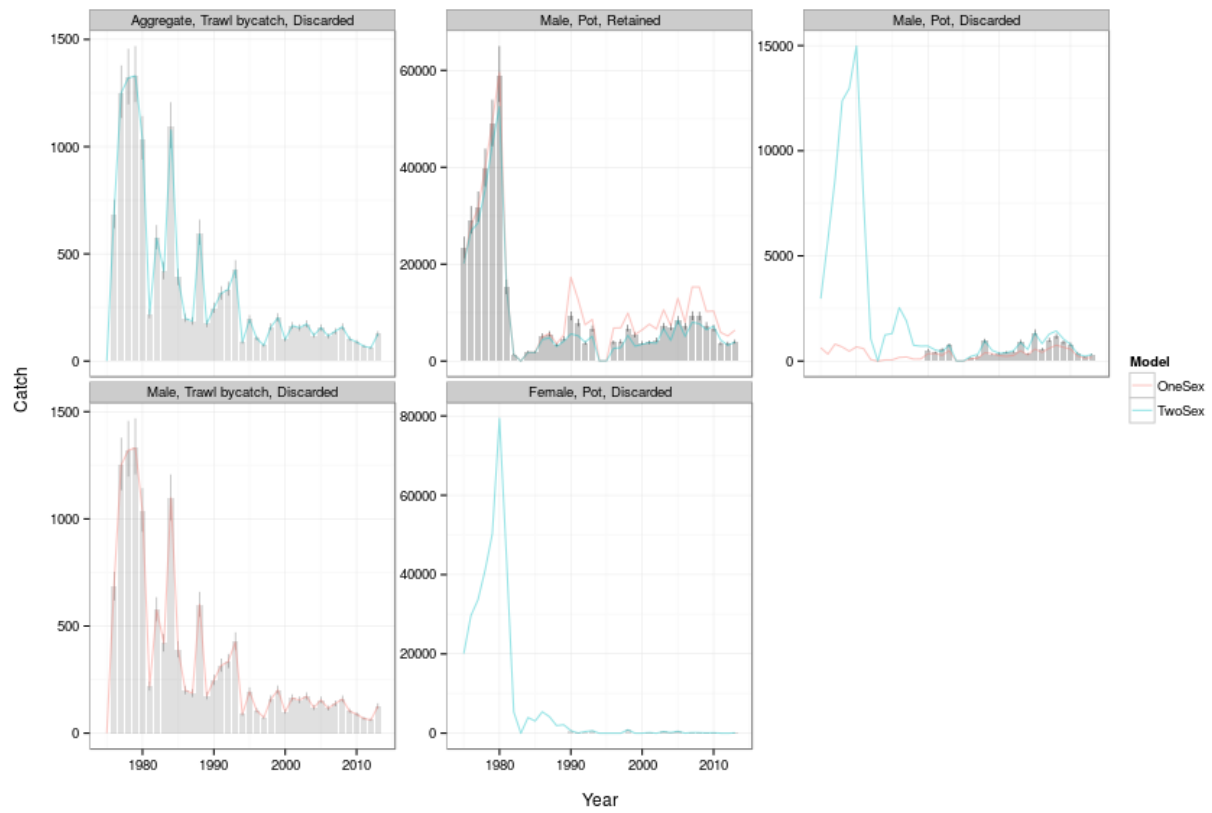 Aggregate, Trawl bycatch, Discarded
Male, Pot, Retained
Male, Pot, Discarded
1500
1000
500
0
60000
40000
20000
0
15000
10000
5000
0
Catch
Model
OneSex
TwoSex
Male, Trawl bycatch, Discarded
Female, Pot, Discarded
1500
1000
500
0
80000
60000
40000
20000
0
1980 1990 2000 2010
1980 1990 2000 2010
Year